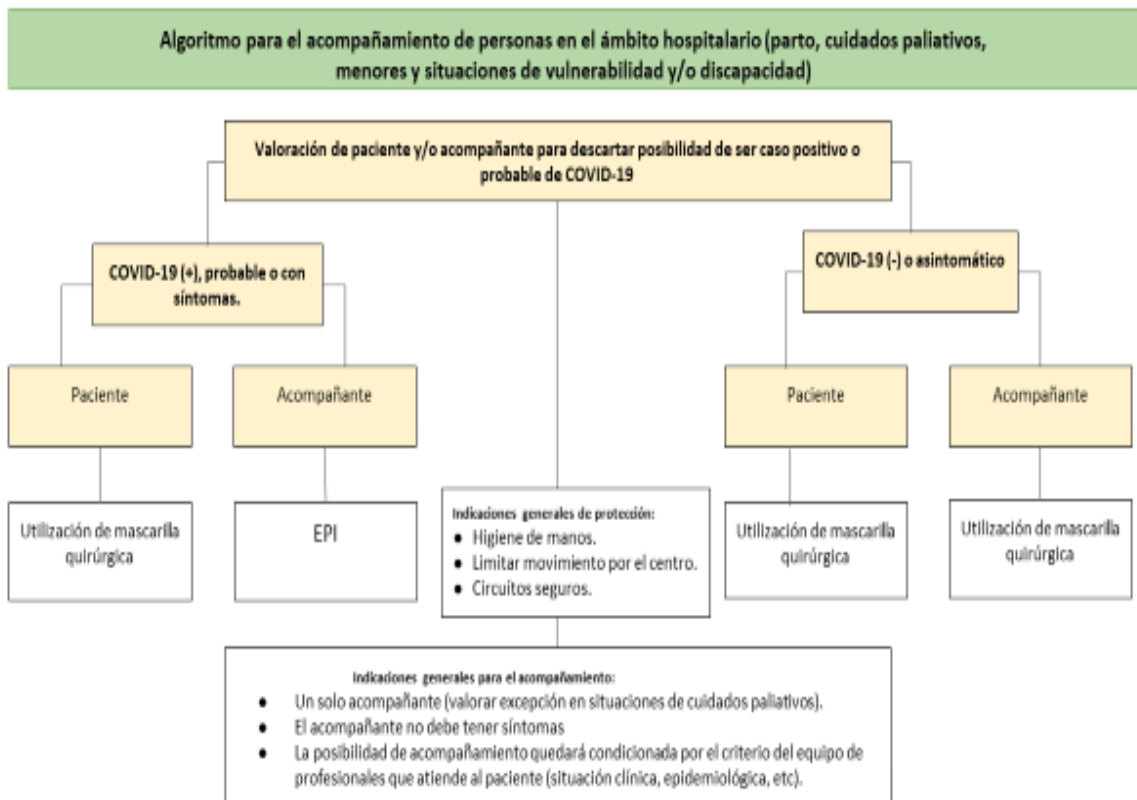 Algoritmo para el acompañamiento de personas en el ámbito hospitalario (parto, cuidados paliativos,
menores y situaciones de vulnerabilidad y/o discapacidad)
Valoración de paciente y/o acompañante para descartar posibilidad de ser caso positivo o
probable de COVID-19
COVID-19 (+), probable o con
síntomas.
COVID-19 (-) o asintomático
Paciente
Acompañante
Paciente
Acompañante
Utilización de mascarilla
quirúrgica
EPI
Indicaciones generales de protección:
● Higiene de manos.
● Limitar movimiento por el centro.
● Circuitos seguros.
Utilización de mascarilla
quirúrgica
Utilización de mascarilla
quirúrgica
Indicaciones generales para el acompañamiento:
● Un solo acompañante (valorar excepción en situaciones de cuidados paliativos).
● El acompañante no debe tener síntomas
● La posibilidad de acompañamiento quedará condicionada por el criterio del equipo de
profesionales que atiende al paciente (situación clínica, epidemiológica, etc).